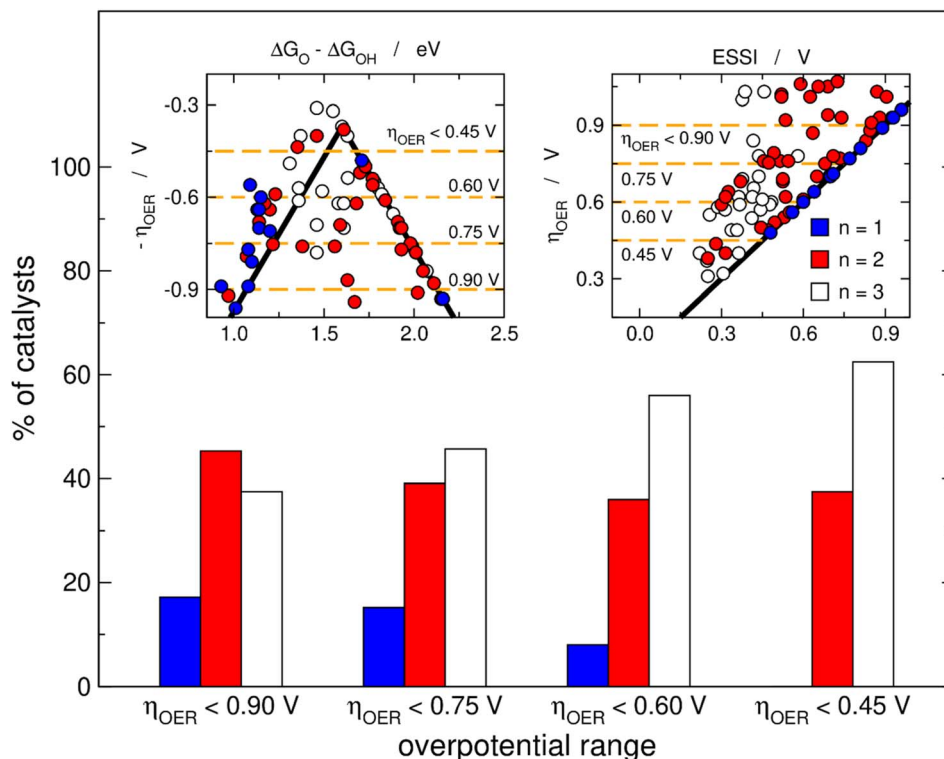 ΔG_O - ΔG_OH / eV
ESSI / V
- η_OER / V
-0.3
-0.6
-0.9
η_OER < 0.45 V
0.60 V
0.75 V
0.90 V
1.0 1.5 2.0 2.5
η_OER / V
0.9
0.6
0.3
η_OER < 0.90 V
0.75 V
0.60 V
0.45 V
n = 1
n = 2
n = 3
0.0 0.3 0.6 0.9
% of catalysts
100
80
60
40
20
0
η_OER < 0.90 V η_OER < 0.75 V η_OER < 0.60 V η_OER < 0.45 V
overpotential range